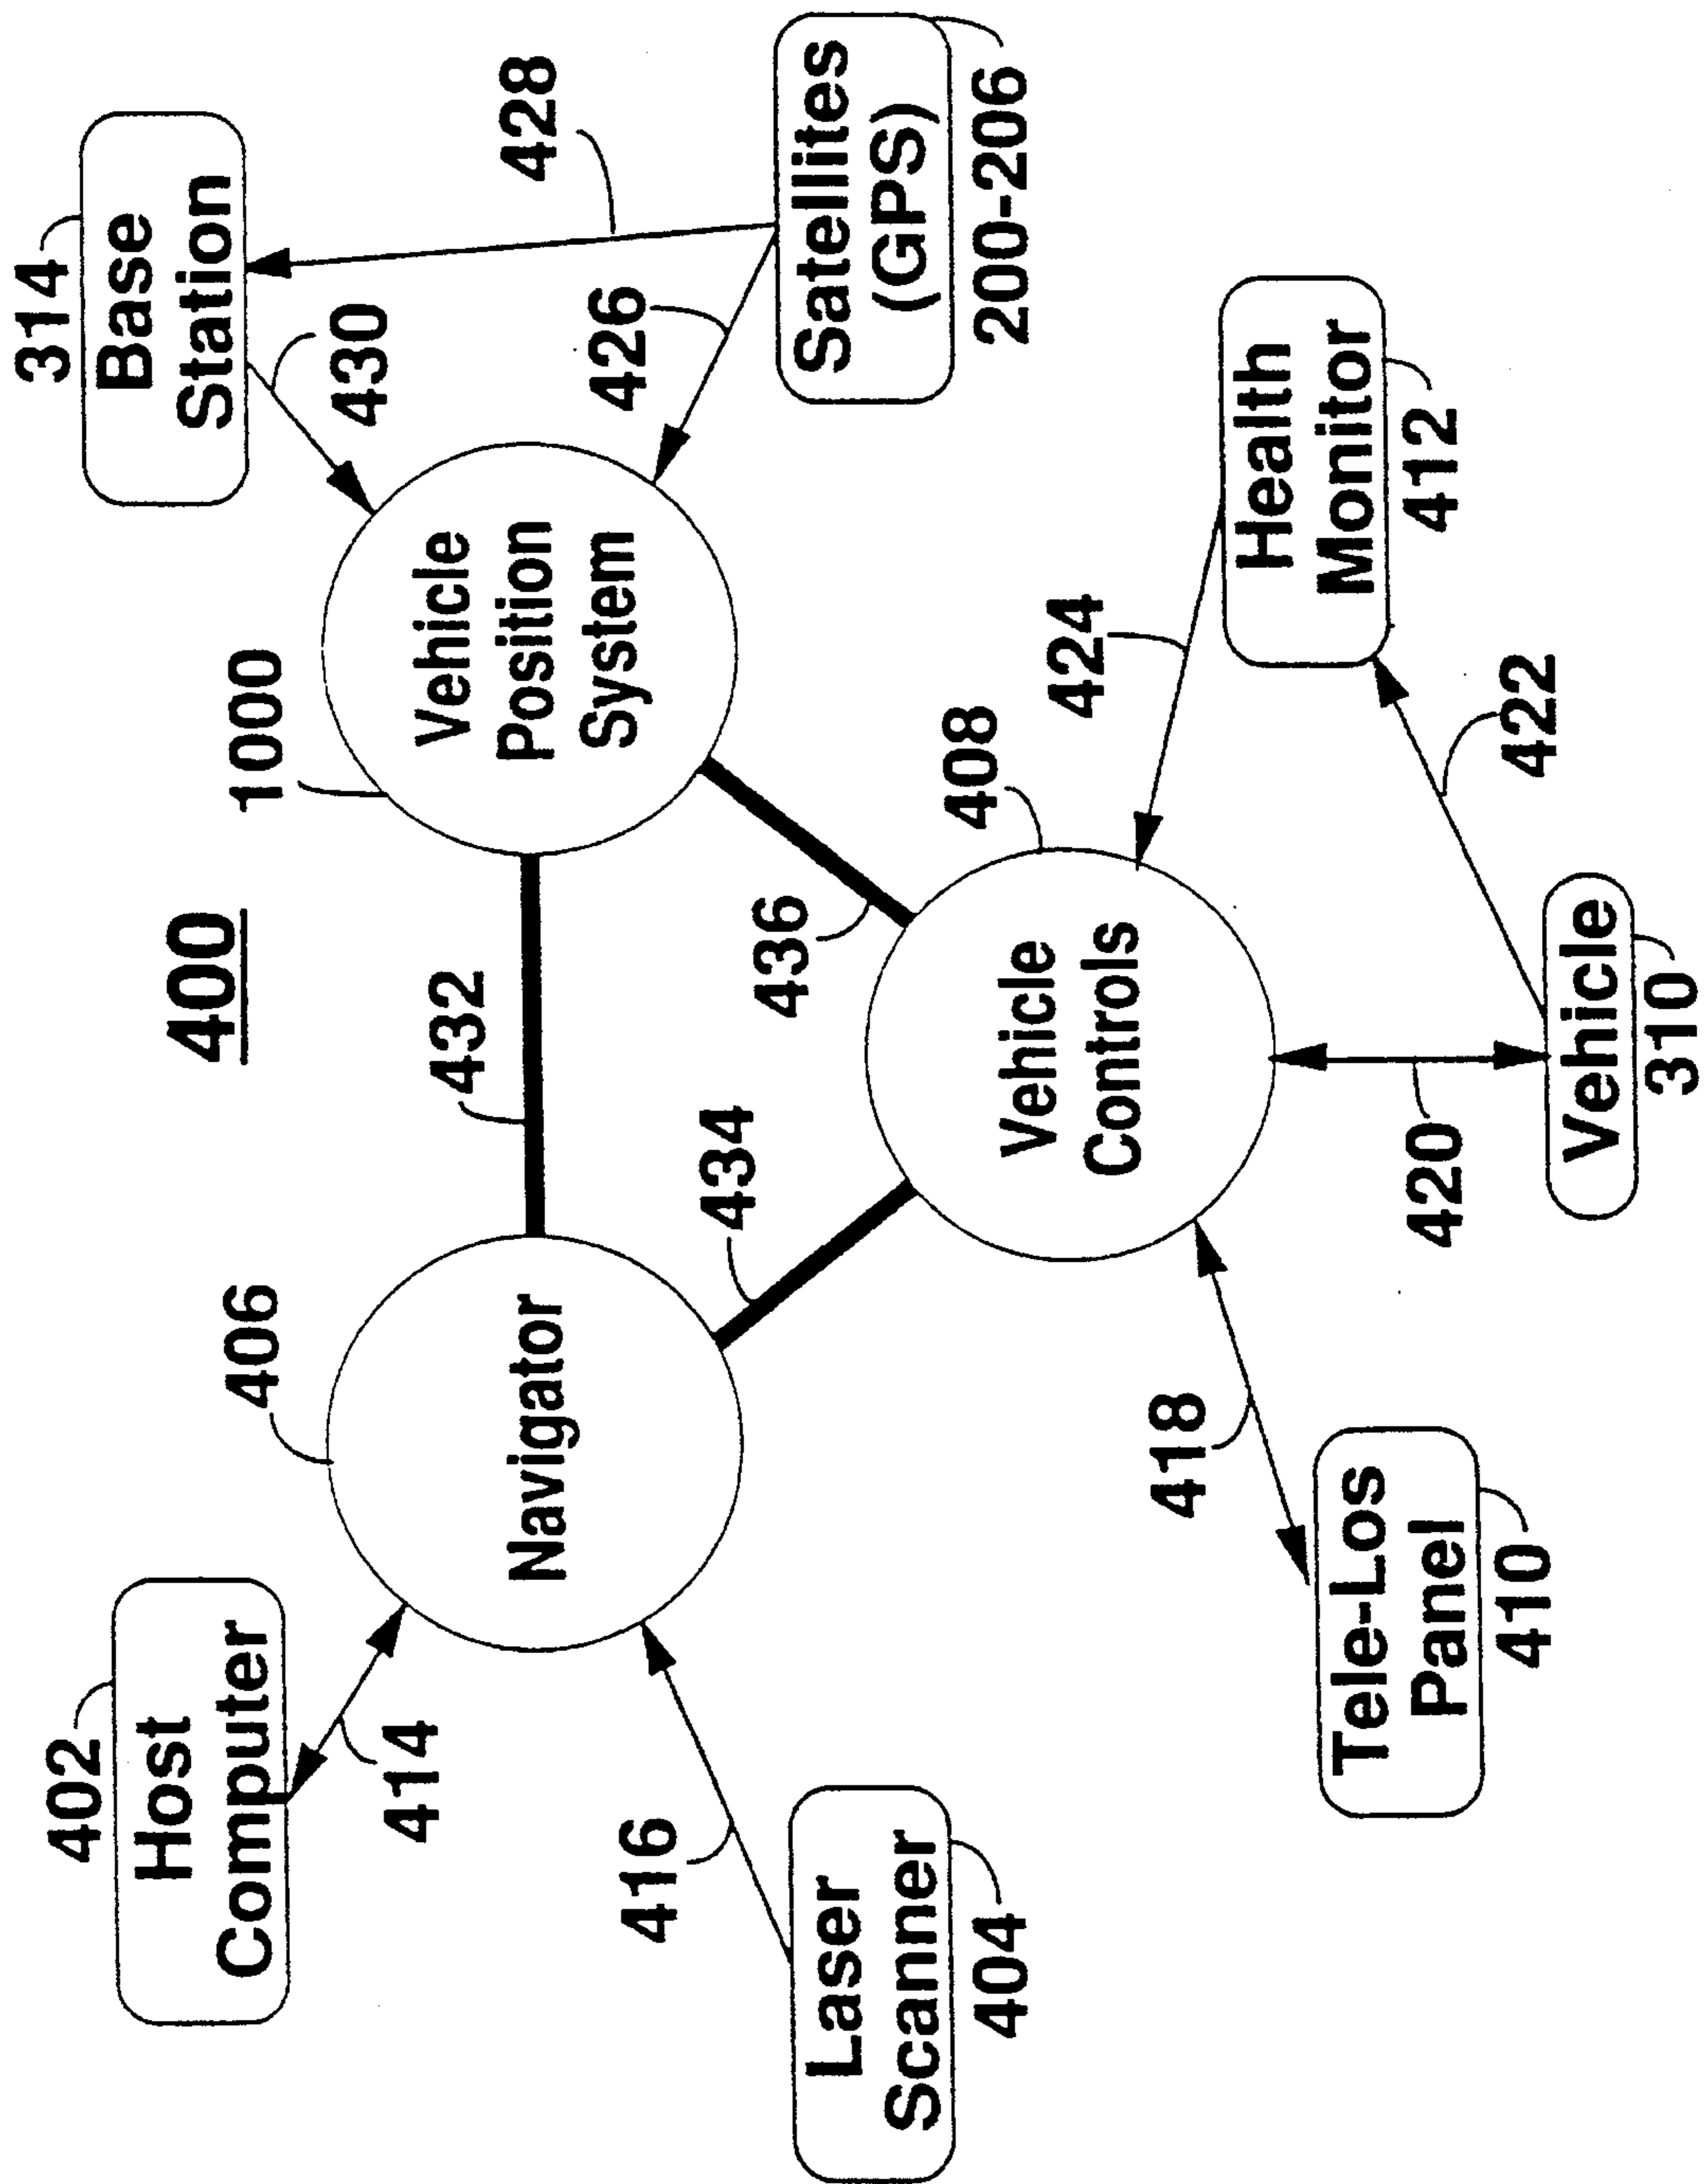 400
402
Host
Computer
414
406
Navigator
432
1000
Vehicle
Position
System
314
Base
Station
430
428
426
Satellites
(GPS)
200-206
416
Laser
Scanner
404
434
436
408
Vehicle
Controls
424
Health
Monitor
412
418
Tele-Los
Panel
410
420
422
Vehicle
310